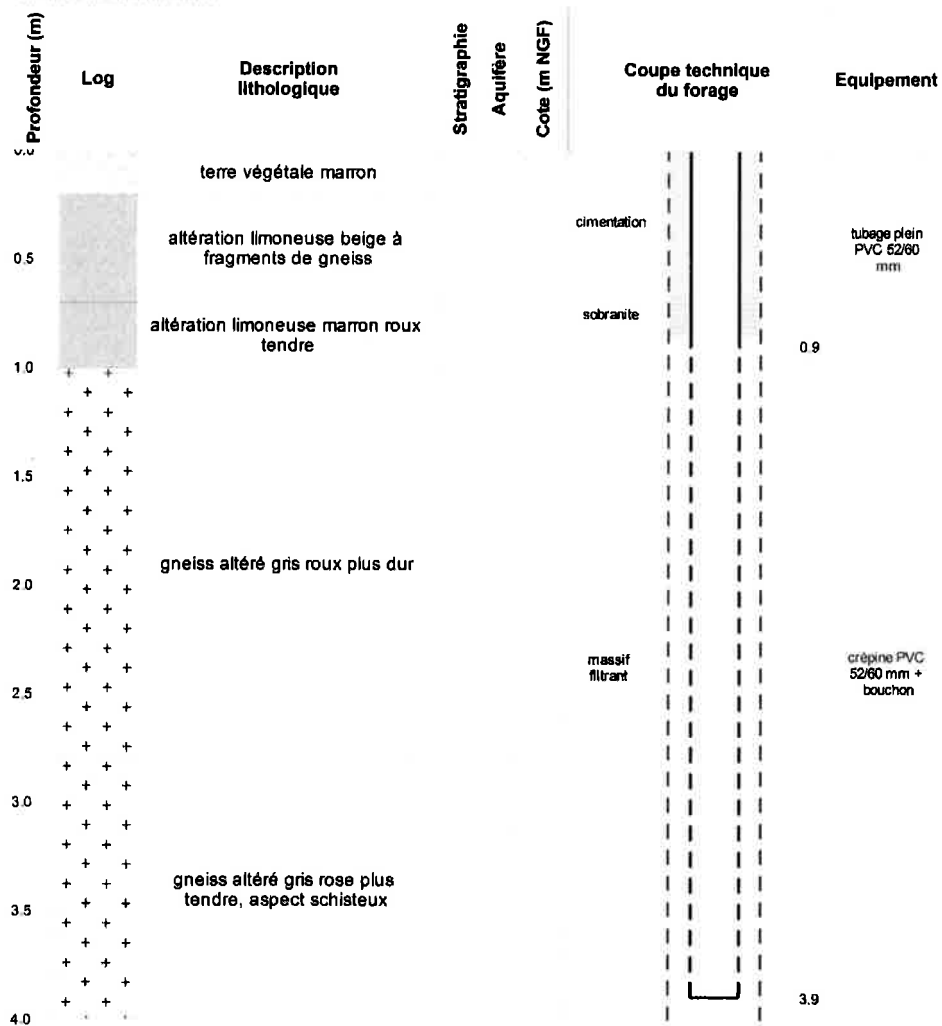 Profondeur (m)
Log
Description
lithologique
Stratigraphie
Aquifère
Cote (m NGF)
Coupe technique
du forage
Equipement
terre végétale marron
altération limoneuse beige à
fragments de gneiss
cimentation
tubage plein
PVC 52/60
mm
0.5
altération limoneuse marron roux
tendre
sobranite
0.9
1.0
1.5
gneiss altéré gris roux plus dur
2.0
massif
filtrant
crèpine PVC
52/60 mm +
bouchon
2.5
3.0
gneiss altéré gris rose plus
tendre, aspect schisteux
3.5
3.9
4.0